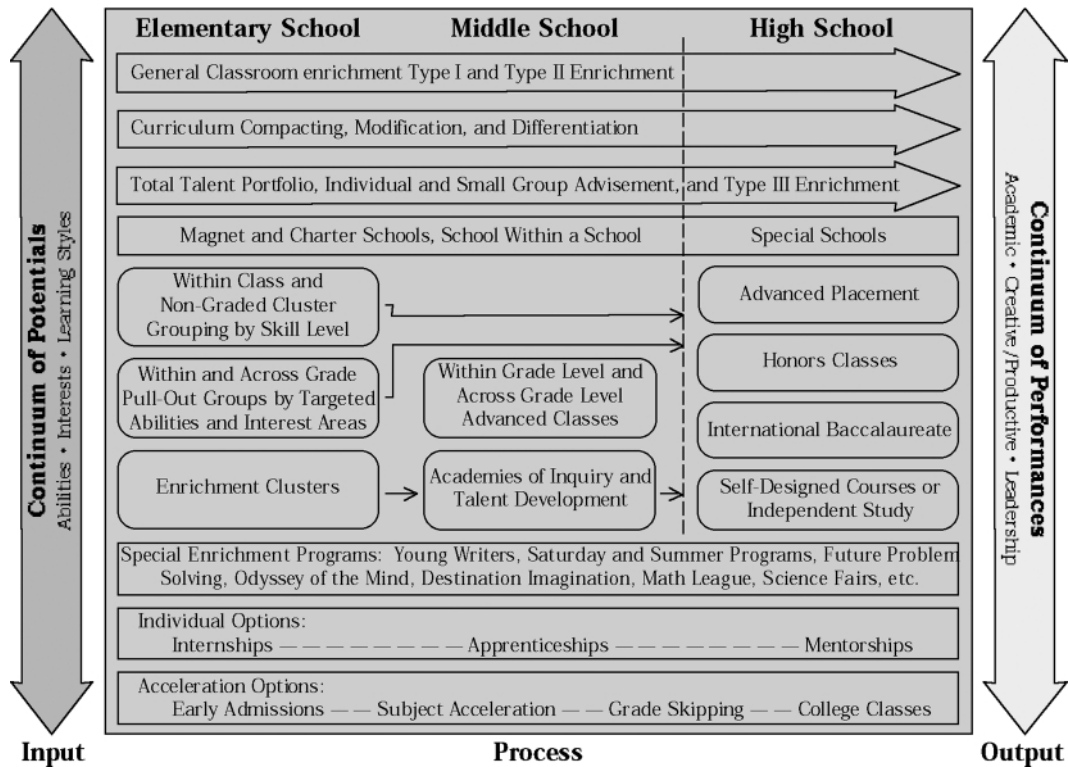 Elementary School
Middle School
High School
General Classroom enrichment Type I and Type II Enrichment
Curriculum Compacting, Modification, and Differentiation
Total Talent Portfolio, Individual and Small Group Advisement, and Type III Enrichment
Magnet and Charter Schools, School Within a School
Special Schools
Within Class and
Non-Graded Cluster
Grouping by Skill Level
Within and Across Grade
Pull-Out Groups by Targeted
Abilities and Interest Areas
Enrichment Clusters
Within Grade Level and
Across Grade Level
Advanced Classes
Academies of Inquiry and
Talent Development
Advanced Placement
Honors Classes
International Baccalaureate
Self-Designed Courses or
Independent Study
Special Enrichment Programs: Young Writers, Saturday and Summer Programs, Future Problem
Solving, Odyssey of the Mind, Destination Imagination, Math League, Science Fairs, etc.
Individual Options:
Internships — — — — — — — — Apprenticeships — — — — — — — — Mentorships
Acceleration Options:
Early Admissions — — Subject Acceleration — — Grade Skipping — — College Classes
Continuum of Potentials
Abilities • Interests • Learning Styles
Continuum of Performances
Academic • Creative/Productive • Leadership
Input
Process
Output